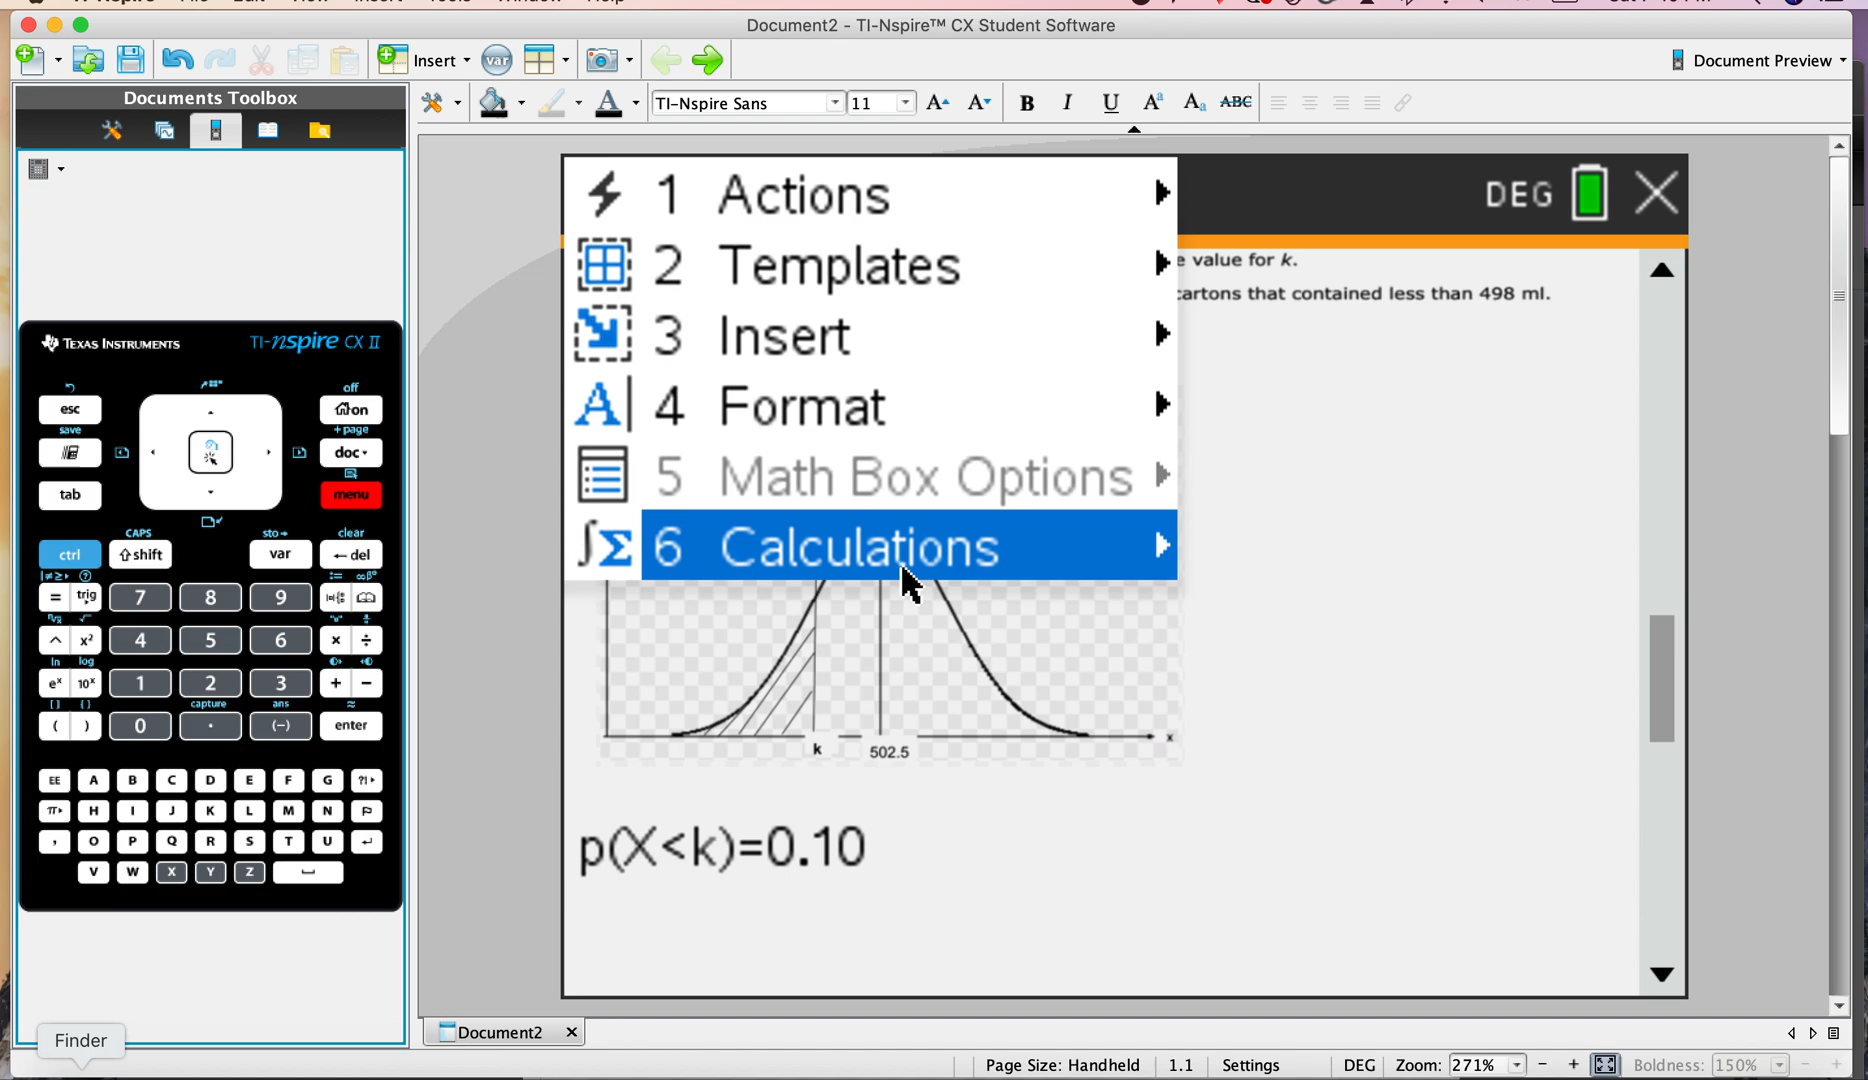 Document2 - TI-Nspire™ CX Student Software
Insert
var
Document Preview
Documents Toolbox
TI-Nspire Sans
11
A
A
A
B
I
U
Aa
Aa
ABC
1 Actions
2 Templates
3 Insert
4 Format
5 Math Box Options
6 Calculations
DEG
e value for k.
cartons that contained less than 498 ml.
k
502.5
x
p(X<k)=0.10
TEXAS INSTRUMENTS
TI-nspire CX II
off
esc
on
save
+page
doc
tab
menu
CAPS
sto→
clear
ctrl
shift
var
←del
= trig 7 8 9
^ x² 4 5 6 × ÷
ln log
eˣ 10ˣ 1 2 3 + −
capture ans
( ) 0 . (−) enter
EE A B C D E F G ?!
π H I J K L M N
, O P Q R S T U
V W X Y Z
Finder
Document2
Page Size: Handheld
1.1
Settings
DEG
Zoom: 271%
Boldness: 150%